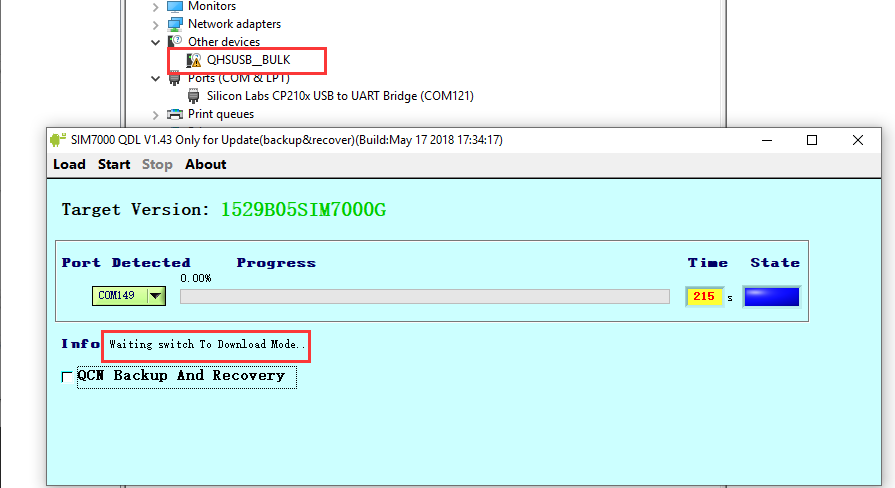 Monitors
Network adapters
Other devices
QHSUSB__BULK
Ports (COM & LPT)
Silicon Labs CP210x USB to UART Bridge (COM121)
Print queues
SIM7000 QDL V1.43 Only for Update(backup&recover)(Build:May 17 2018 17:34:17)
Load Start Stop About
Target Version: 1529B05SIM7000G
Port Detected Progress Time State
0.00%
COM149 215 s
Info Waiting switch To Download Mode..
QCN Backup And Recovery